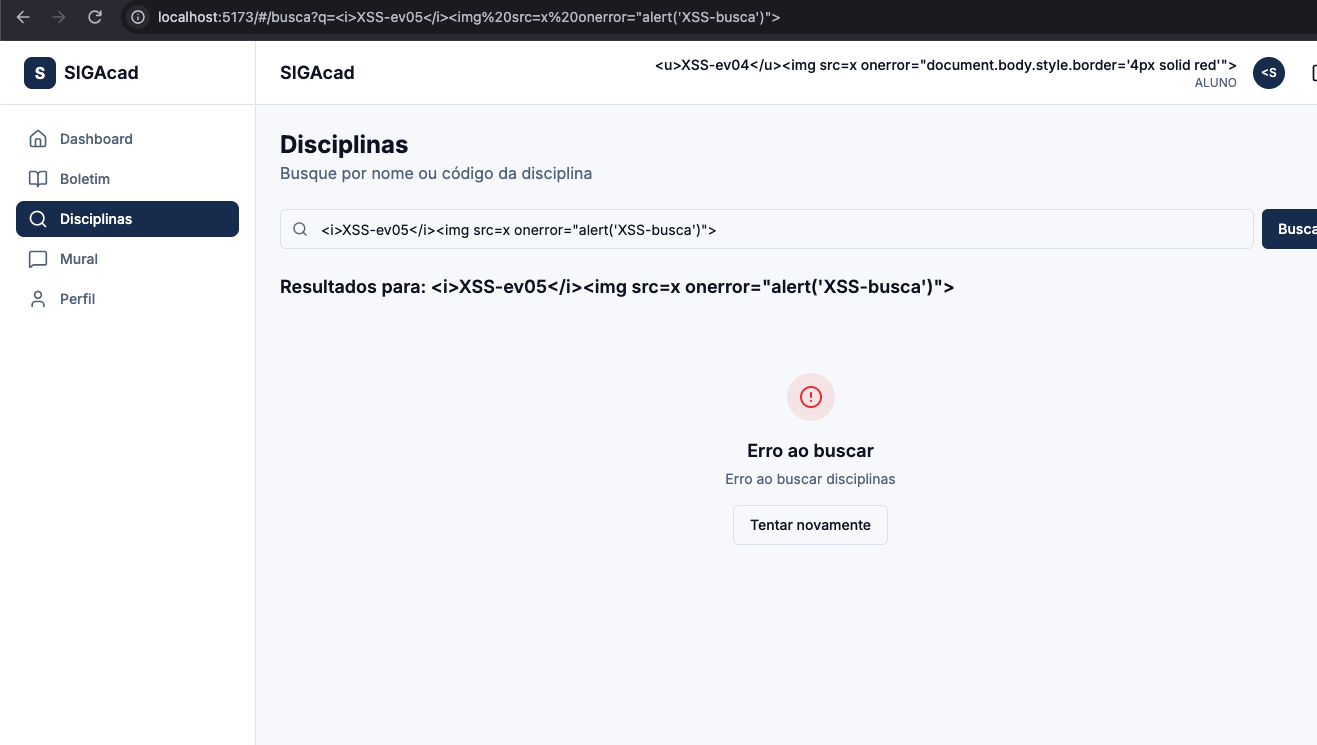 localhost:5173/#/busca?q=<i>XSS-ev05</i><img%20src=x%20onerror="alert('XSS-busca')">
S SIGAcad
SIGAcad
<u>XSS-ev04</u><img src=x onerror="document.body.style.border='4px solid red'">
ALUNO
<S
Dashboard
Boletim
Disciplinas
Mural
Perfil
Disciplinas
Busque por nome ou código da disciplina
<i>XSS-ev05</i><img src=x onerror="alert('XSS-busca')">
Busca
Resultados para: <i>XSS-ev05</i><img src=x onerror="alert('XSS-busca')">
Erro ao buscar
Erro ao buscar disciplinas
Tentar novamente